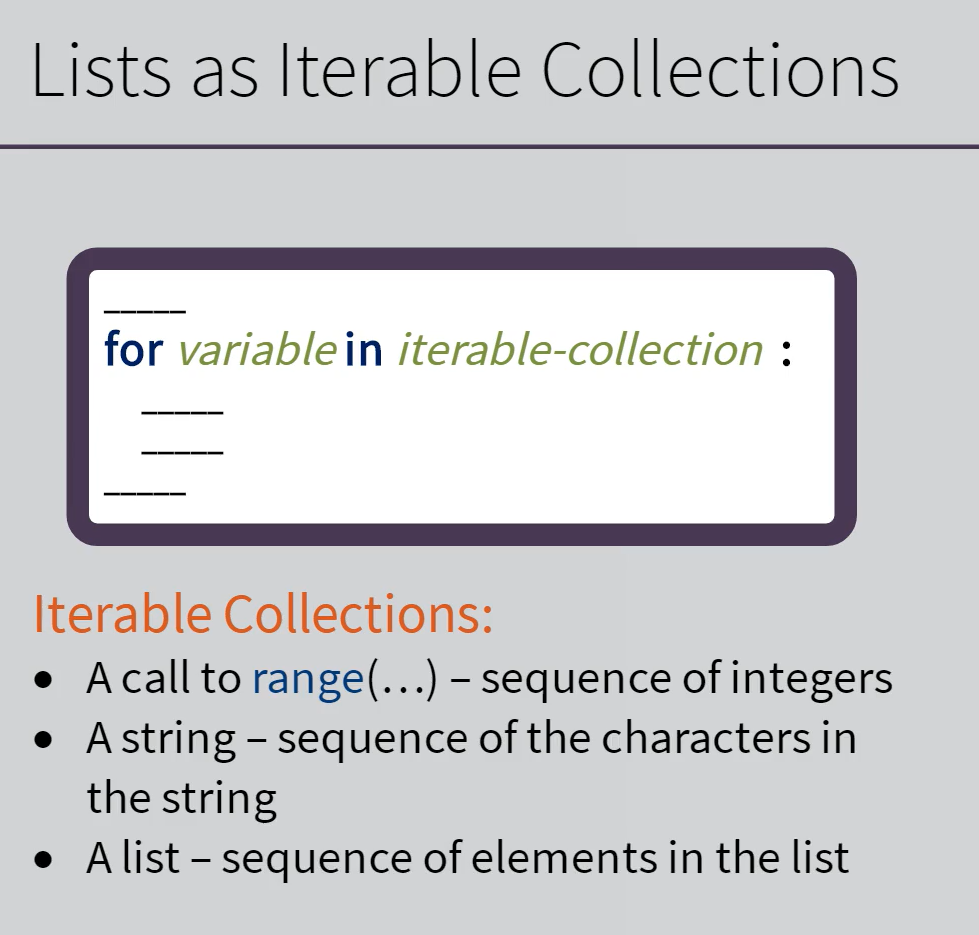 Lists as Iterable Collections
_____
for variable in iterable-collection :
_____
_____
_____
Iterable Collections:
• A call to range(…) – sequence of integers
• A string – sequence of the characters in
the string
• A list – sequence of elements in the list